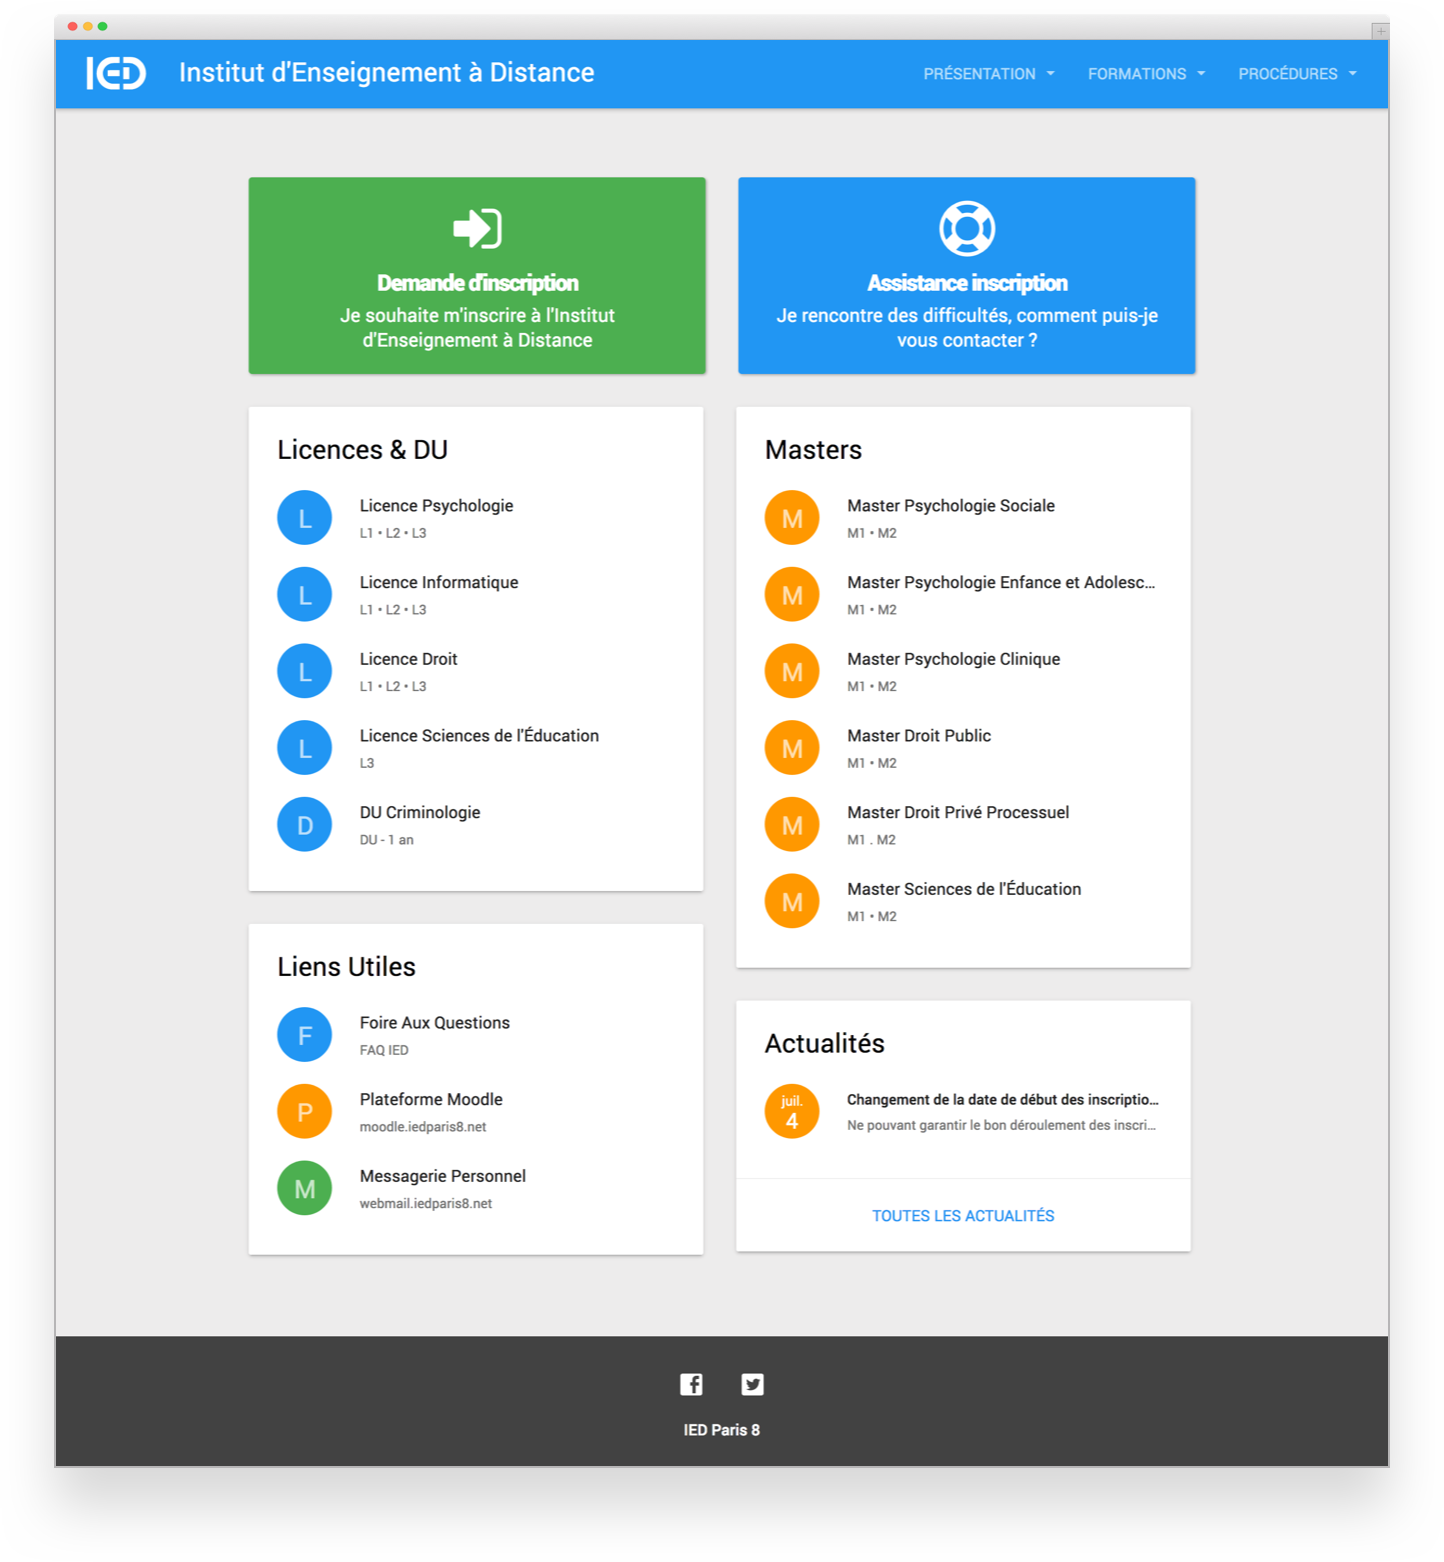 IED
Institut d'Enseignement à Distance
PRÉSENTATION
FORMATIONS
PROCÉDURES
Demande d'inscription
Je souhaite m'inscrire à l'Institut
d'Enseignement à Distance
Assistance inscription
Je rencontre des difficultés, comment puis-je
vous contacter ?
Licences & DU
L
Licence Psychologie
L1 • L2 • L3
L
Licence Informatique
L1 • L2 • L3
L
Licence Droit
L1 • L2 • L3
L
Licence Sciences de l'Éducation
L3
D
DU Criminologie
DU - 1 an
Masters
M
Master Psychologie Sociale
M1 • M2
M
Master Psychologie Enfance et Adolesc...
M1 • M2
M
Master Psychologie Clinique
M1 • M2
M
Master Droit Public
M1 • M2
M
Master Droit Privé Processuel
M1 . M2
M
Master Sciences de l'Éducation
M1 • M2
Liens Utiles
F
Foire Aux Questions
FAQ IED
P
Plateforme Moodle
moodle.iedparis8.net
M
Messagerie Personnel
webmail.iedparis8.net
Actualités
juil.
4
Changement de la date de début des inscriptio...
Ne pouvant garantir le bon déroulement des inscri...
TOUTES LES ACTUALITÉS
IED Paris 8